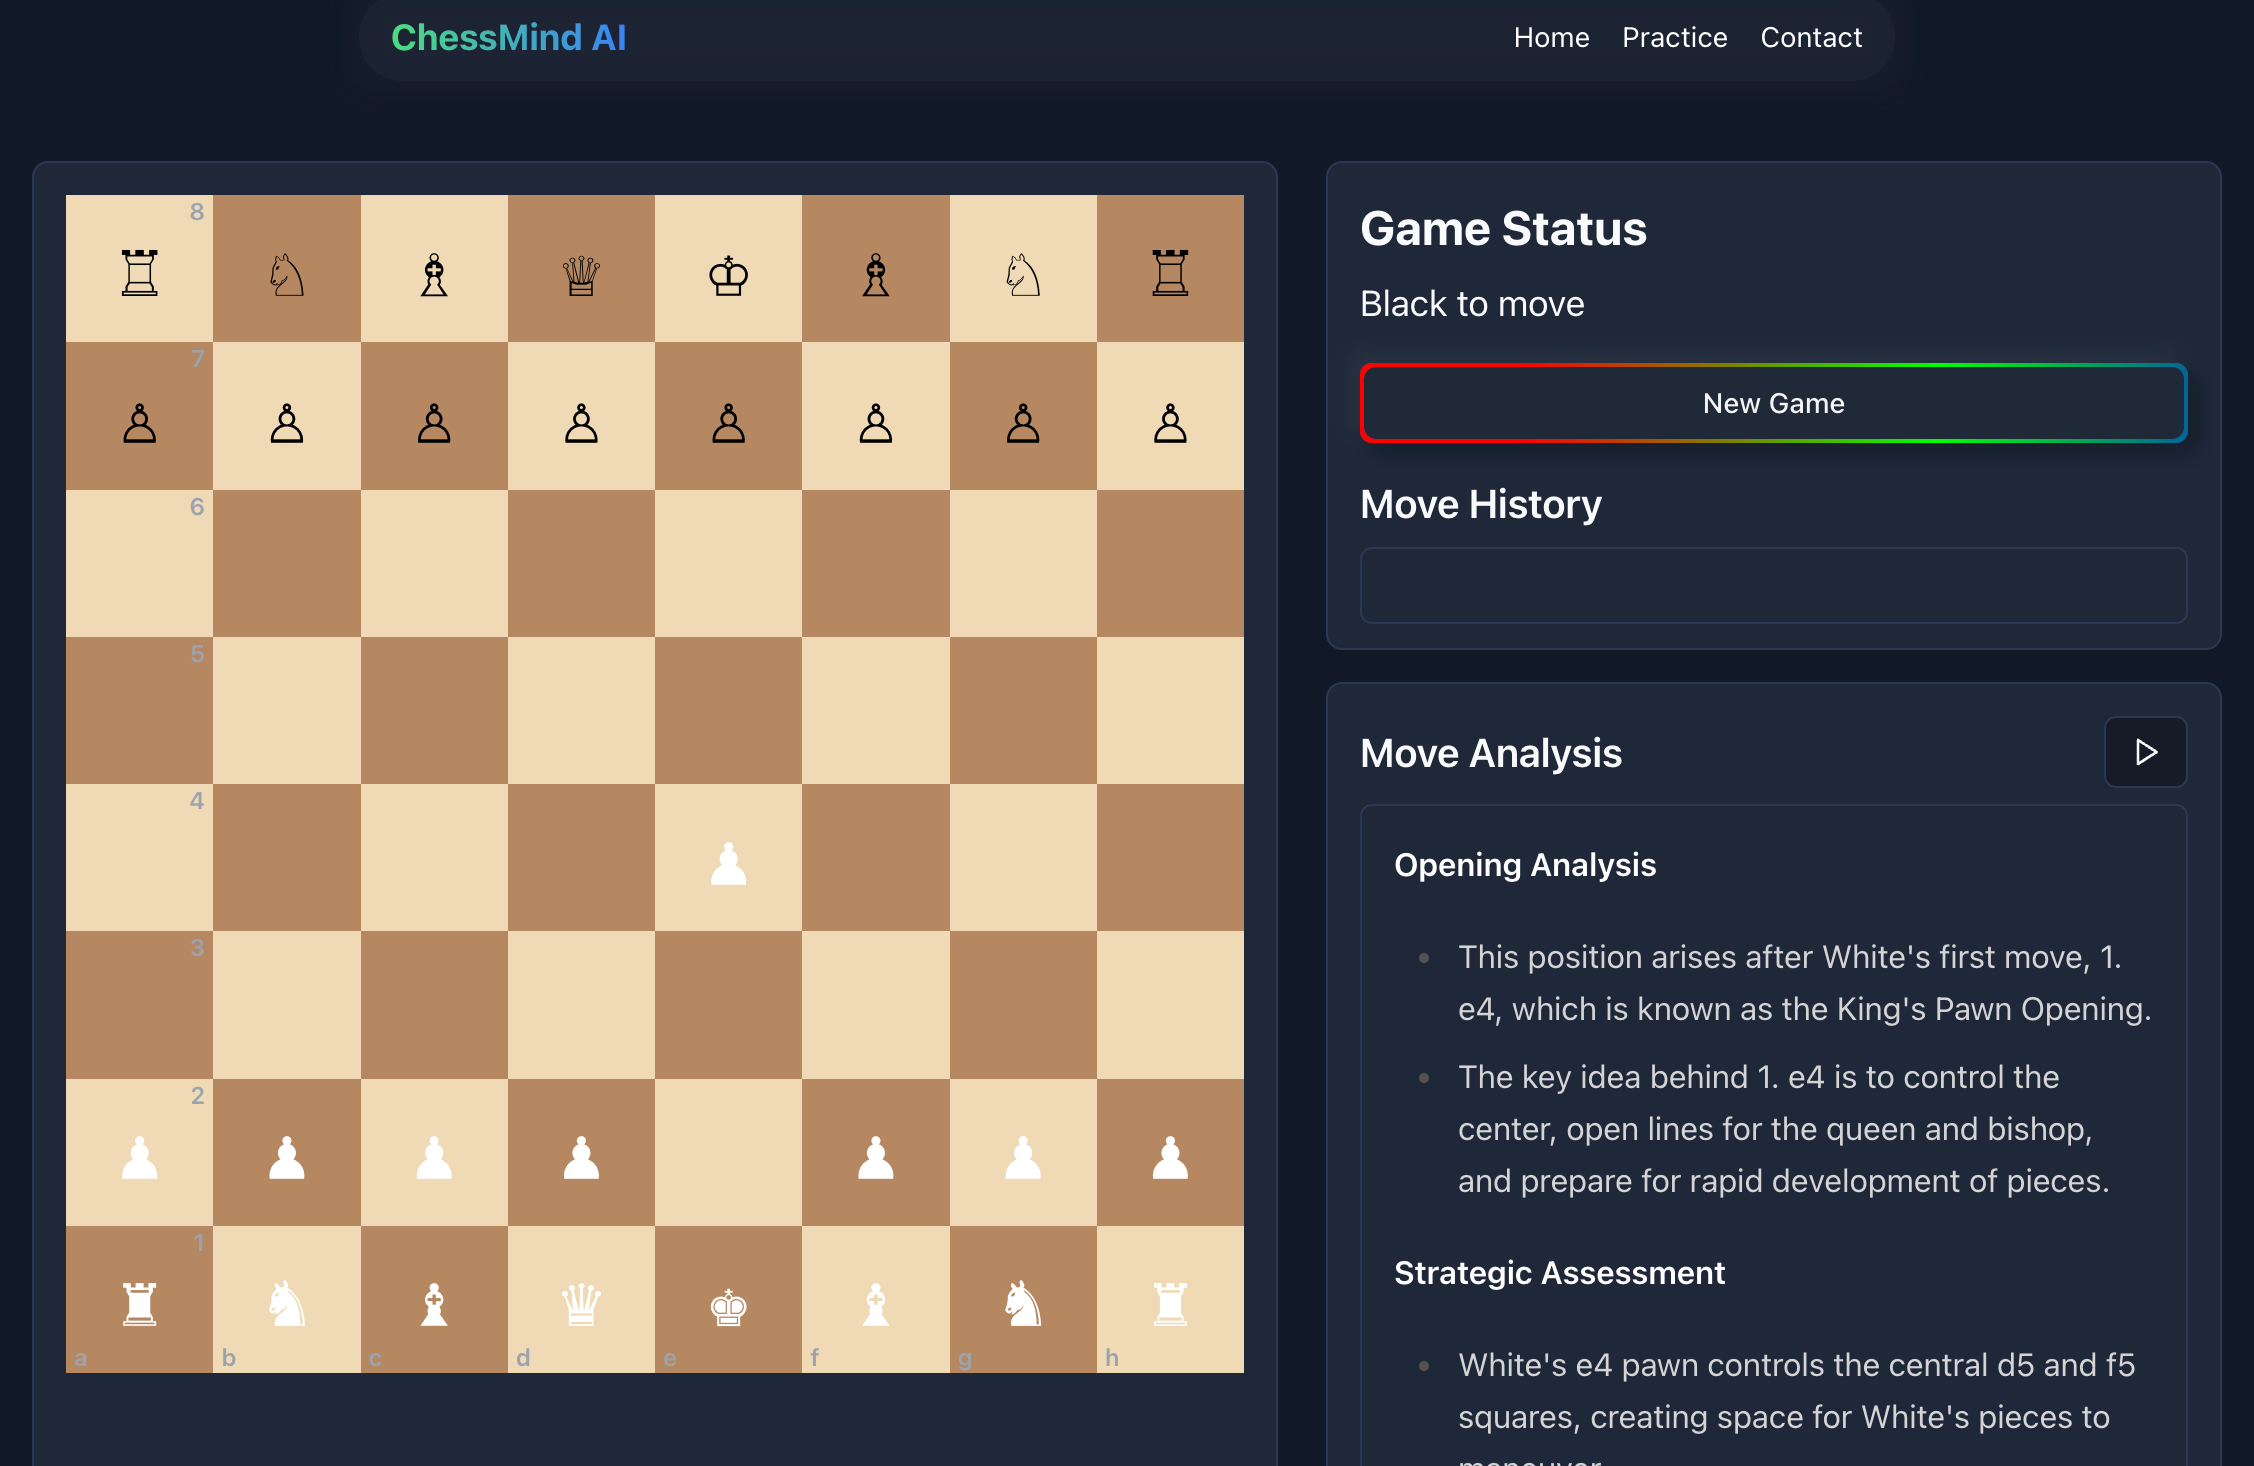 ChessMind AI
Home Practice Contact
8
7
6
5
4
3
2
1
a b c d e f g h
Game Status
Black to move
New Game
Move History
Move Analysis
Opening Analysis
This position arises after White's first move, 1.
e4, which is known as the King's Pawn Opening.
The key idea behind 1. e4 is to control the
center, open lines for the queen and bishop,
and prepare for rapid development of pieces.
Strategic Assessment
White's e4 pawn controls the central d5 and f5
squares, creating space for White's pieces to